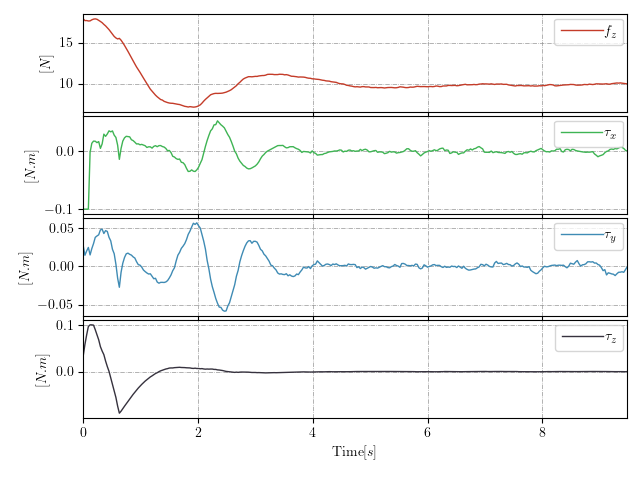 15
10
[N]
f_z
0.0
−0.1
[N.m]
τ_x
0.05
0.00
−0.05
[N.m]
τ_y
0.1
0.0
[N.m]
τ_z
0 2 4 6 8
Time[s]